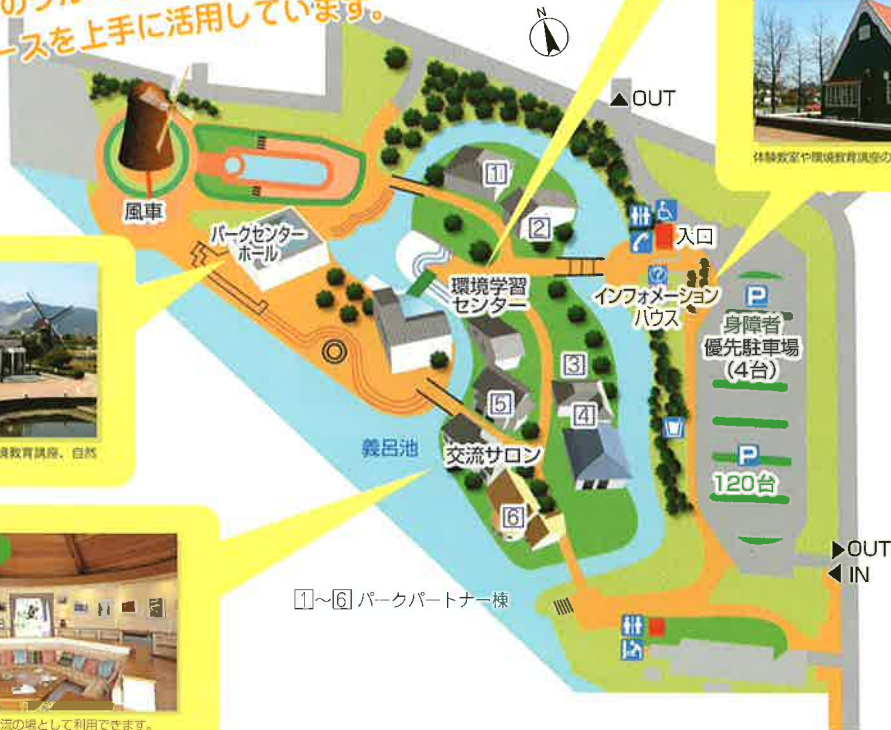 ースを上手に活用しています。
N
▲OUT
体験教室や環境教育講座の
1
2
風車
パークセンター
ホール
入口
環境学習
センター
インフォメーション
ハウス
P
身障者
優先駐車場
(4台)
3
4
5
義呂池
交流サロン
P
120台
境教育講座、自然
6
▶OUT
◀IN
1～6 パークパートナー棟
流の場として利用できます。